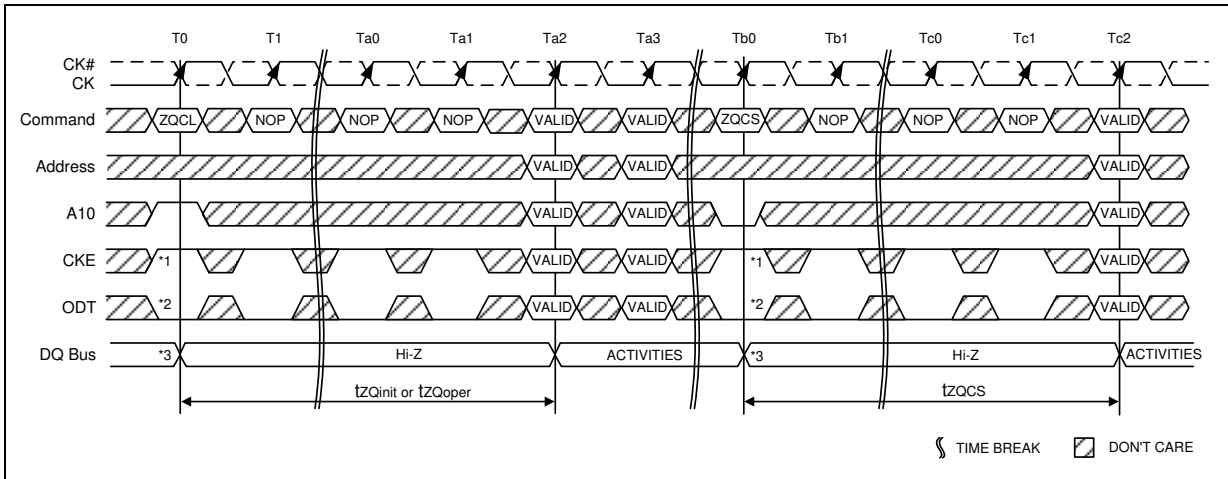 T0 T1 Ta0 Ta1 Ta2 Ta3 Tb0 Tb1 Tc0 Tc1 Tc2
CK#
CK
Command ZQCL NOP NOP NOP VALID VALID ZQCS NOP NOP NOP VALID
Address VALID VALID VALID
A10 VALID VALID VALID
CKE *1 VALID VALID *1 VALID
ODT *2 VALID VALID *2 VALID
DQ Bus *3 Hi-Z ACTIVITIES *3 Hi-Z ACTIVITIES
tZQinit or tZQoper tZQCS
TIME BREAK DON'T CARE